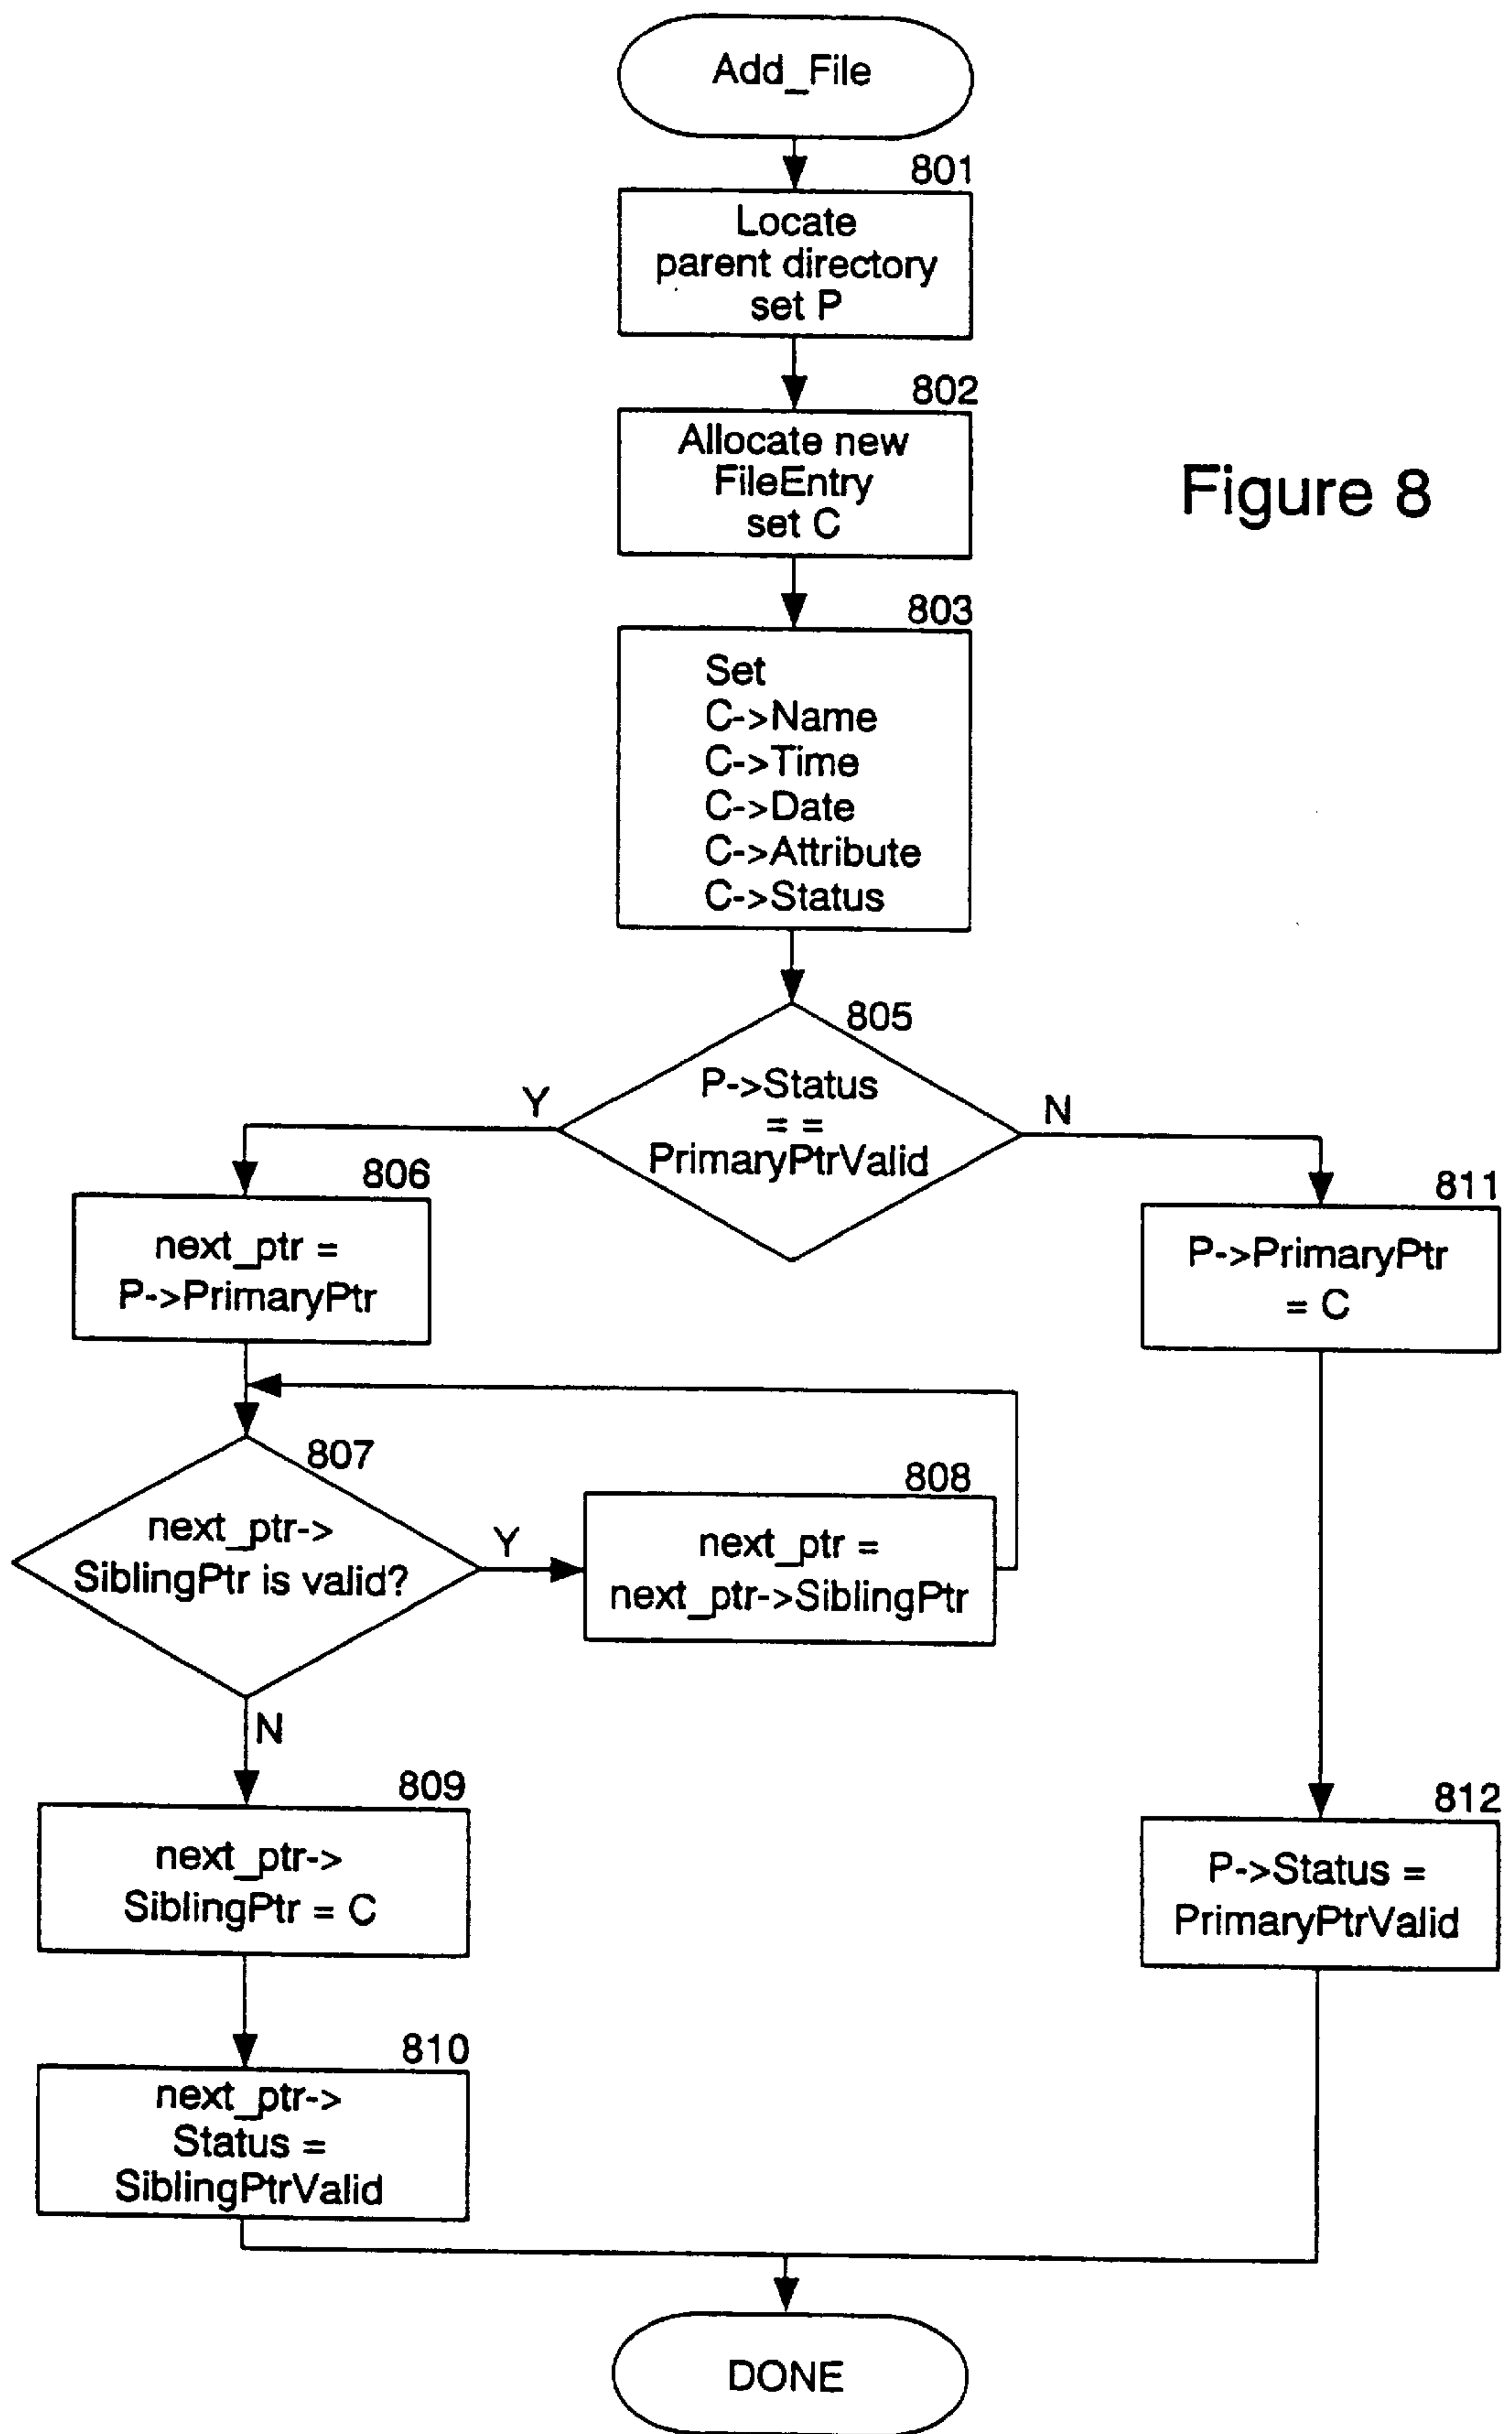 Add_File
801
Locate
parent directory
set P
802
Allocate new
FileEntry
set C
Figure 8
803
Set
C->Name
C->Time
C->Date
C->Attribute
C->Status
805
P->Status
= =
PrimaryPtrValid
Y
N
806
next_ptr =
P->PrimaryPtr
811
P->PrimaryPtr
= C
807
next_ptr->
SiblingPtr is valid?
Y
808
next_ptr =
next_ptr->SiblingPtr
N
809
next_ptr->
SiblingPtr = C
812
P->Status =
PrimaryPtrValid
810
next_ptr->
Status =
SiblingPtrValid
DONE